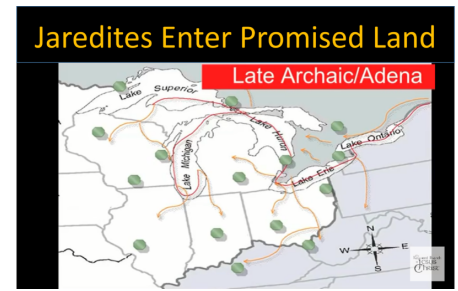 Jaredites Enter Promised Land
Late Archaic/Adena
Lake Superior
Lake Huron
Lake Michigan
Lake Ontario
Lake Erie
N
W E
S